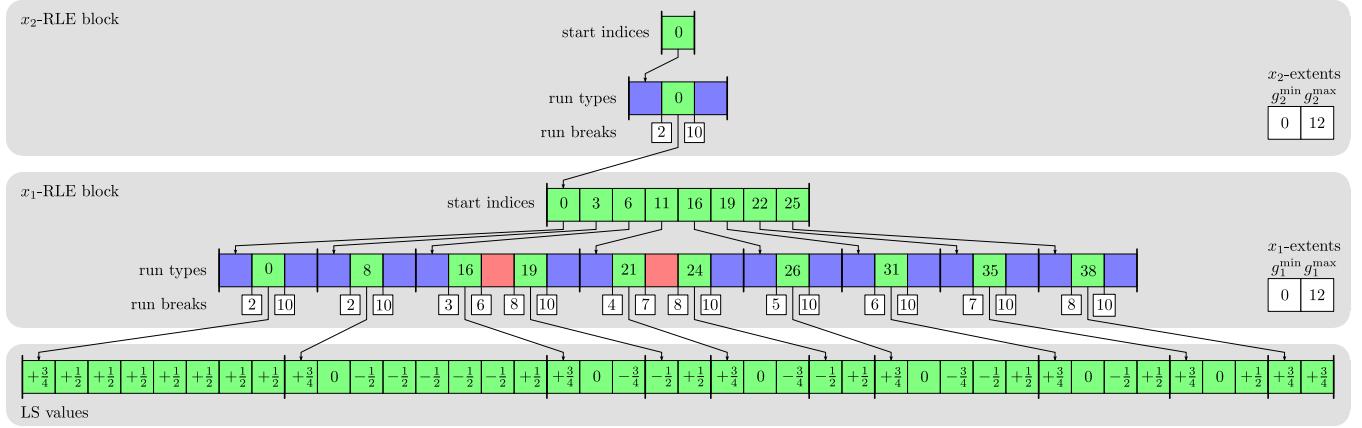 x₂-RLE block
start indices 0
x₂-extents
g₂ᵐⁱⁿ g₂ᵐᵃˣ
run types 0
0 12
run breaks 2 10
x₁-RLE block
start indices 0 3 6 11 16 19 22 25
x₁-extents
g₁ᵐⁱⁿ g₁ᵐᵃˣ
run types 0 8 16 19 21 24 26 31 35 38
0 12
run breaks 2 10 2 10 3 6 8 10 4 7 8 10 5 10 6 10 7 10 8 10
+3/4 +1/2 +1/2 +1/2 +1/2 +1/2 +1/2 +1/2 +3/4 0 −1/2 −1/2 −1/2 −1/2 −1/2 +1/2 +3/4 0 −3/4 −1/2 +1/2 +3/4 0 −3/4 −1/2 +1/2 +3/4 0 −3/4 −1/2 +1/2 +3/4 0 −1/2 +1/2 +3/4 0 +1/2 +3/4 +3/4
LS values